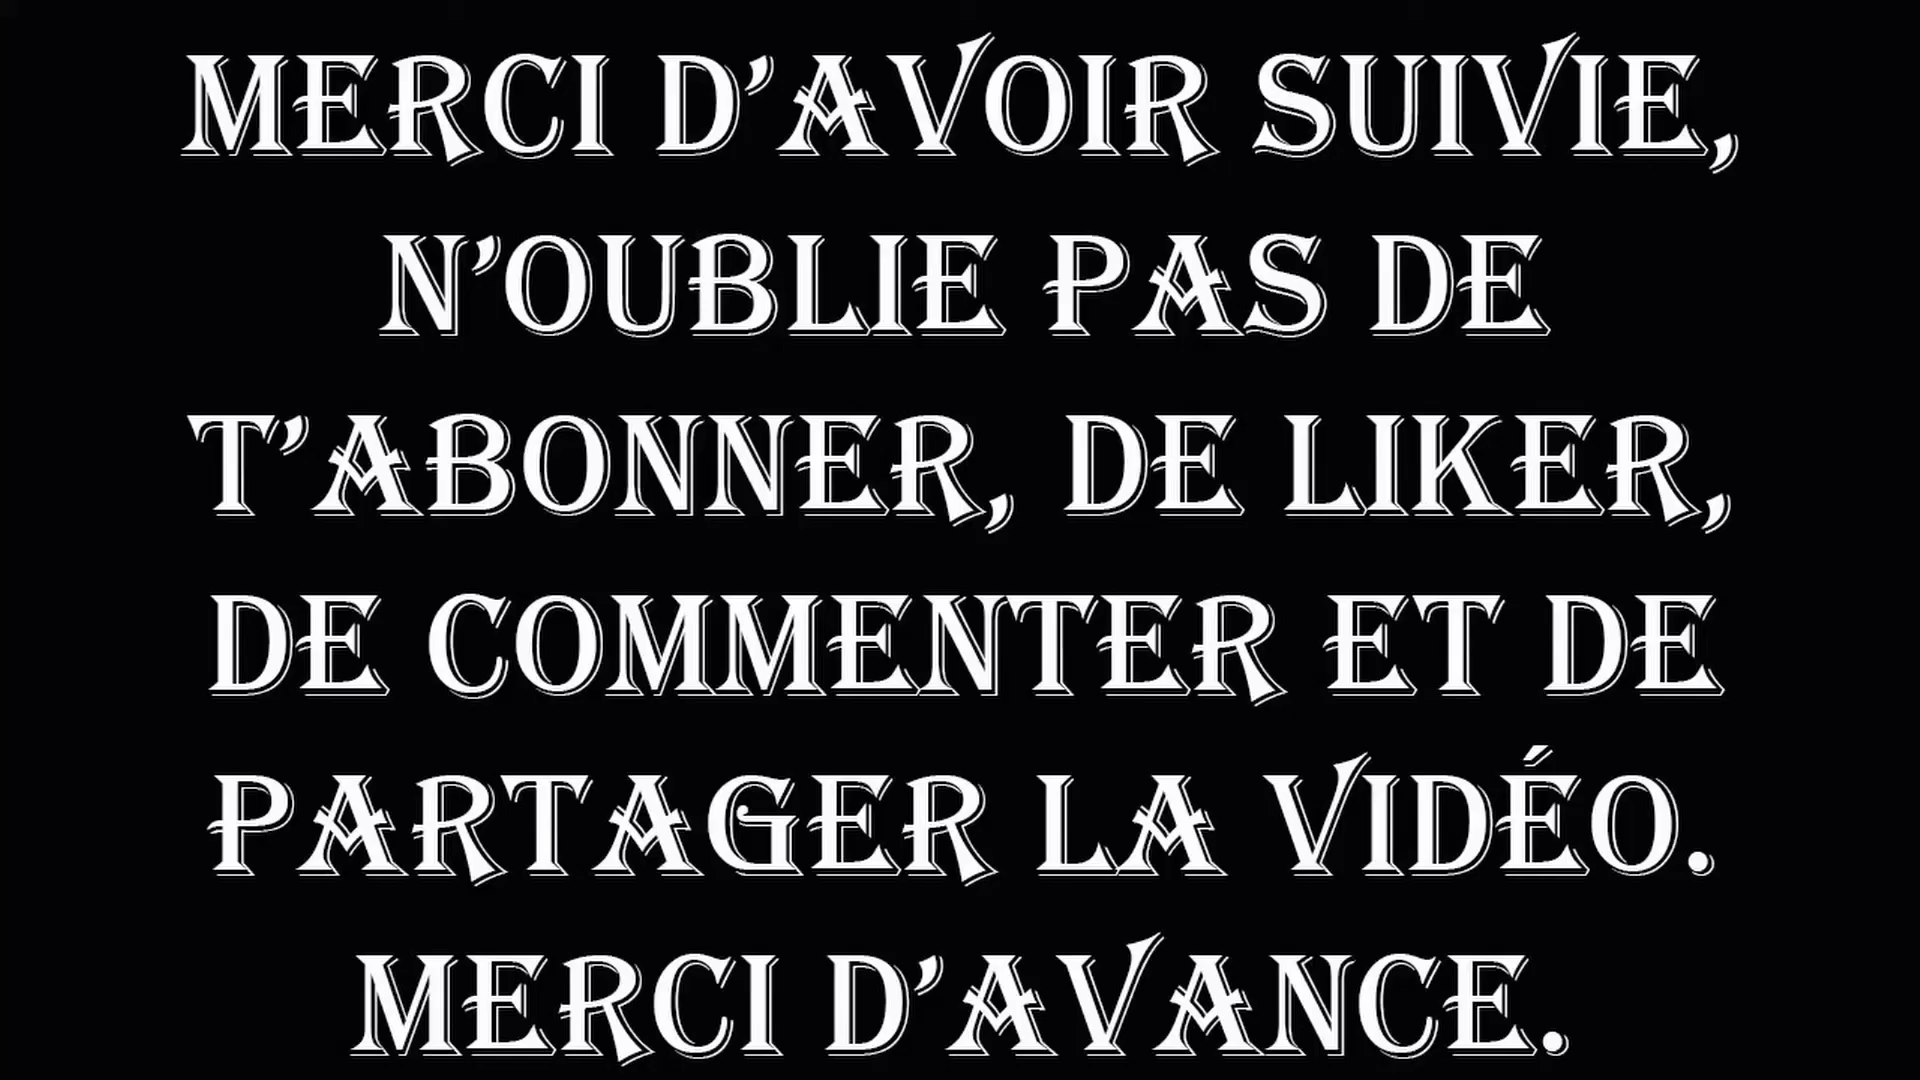 MERCI D’AVOIR SUIVIE,
N’OUBLIE PAS DE
T’ABONNER, DE LIKER,
DE COMMENTER ET DE
PARTAGER LA VIDÉO.
MERCI D’AVANCE.